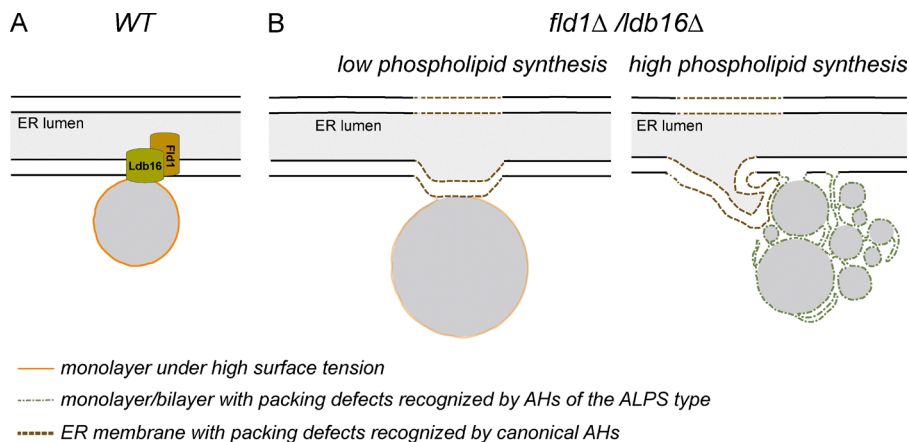 A WT B fld1Δ /ldb16Δ
low phospholipid synthesis high phospholipid synthesis
ER lumen ER lumen ER lumen
Ldb16 Fld1
monolayer under high surface tension
monolayer/bilayer with packing defects recognized by AHs of the ALPS type
ER membrane with packing defects recognized by canonical AHs